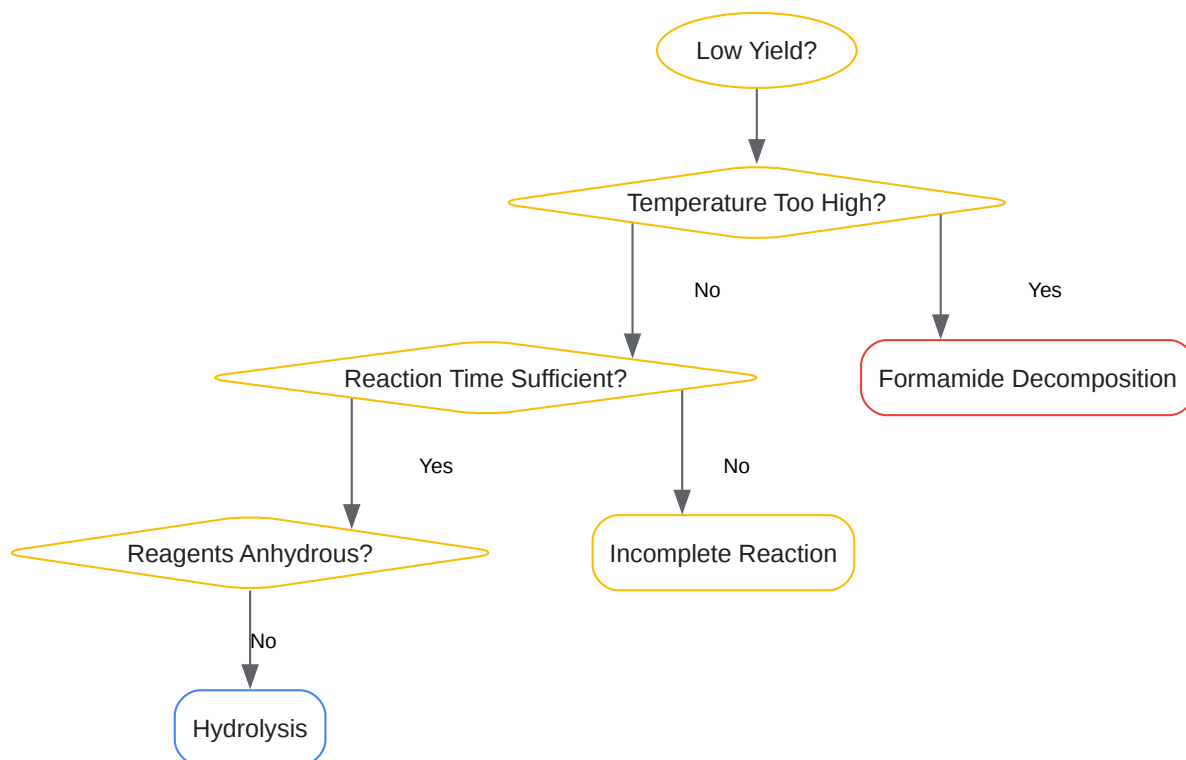 Low Yield?
Temperature Too High?
No
Yes
Reaction Time Sufficient?
Formamide Decomposition
Yes
No
Reagents Anhydrous?
Incomplete Reaction
No
Hydrolysis